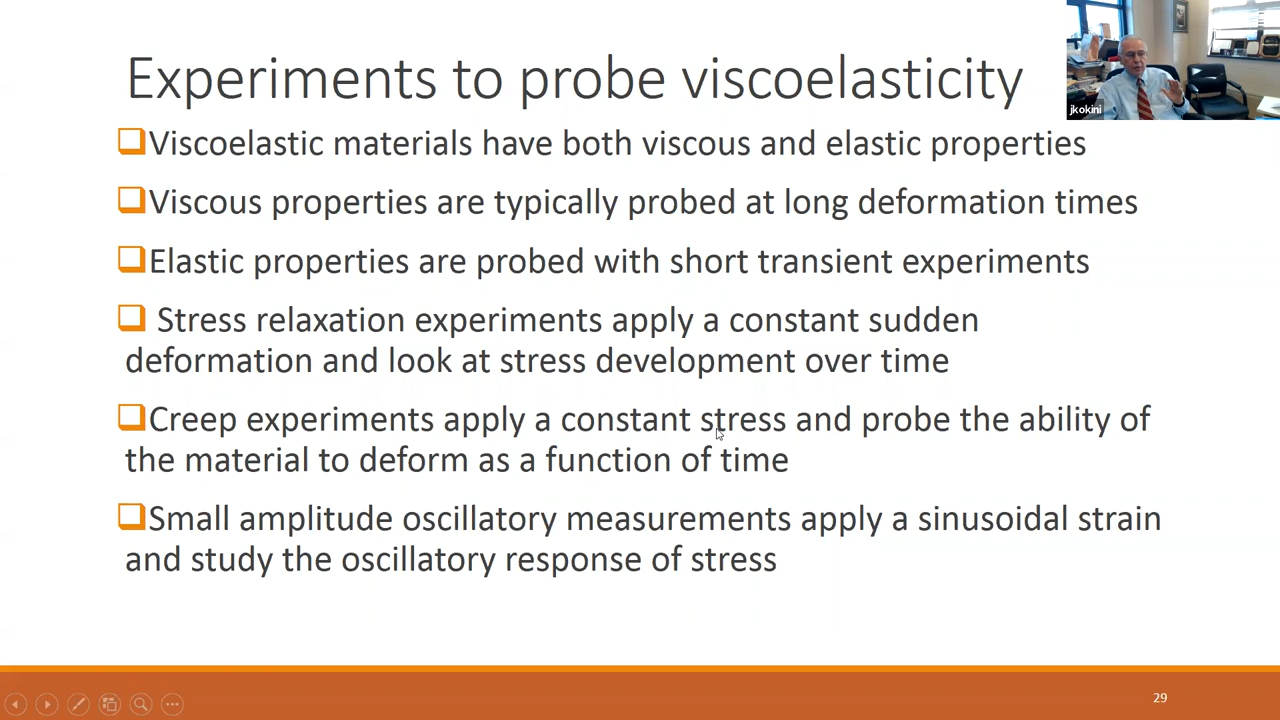 Experiments to probe viscoelasticity
jkokini
Viscoelastic materials have both viscous and elastic properties
Viscous properties are typically probed at long deformation times
Elastic properties are probed with short transient experiments
Stress relaxation experiments apply a constant sudden
deformation and look at stress development over time
Creep experiments apply a constant stress and probe the ability of
the material to deform as a function of time
Small amplitude oscillatory measurements apply a sinusoidal strain
and study the oscillatory response of stress
29